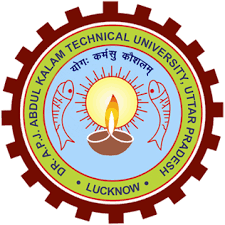 DR. A.P.J. ABDUL KALAM TECHNICAL UNIVERSITY, UTTAR PRADESH
योगः कर्मसु कौशलम्
LUCKNOW